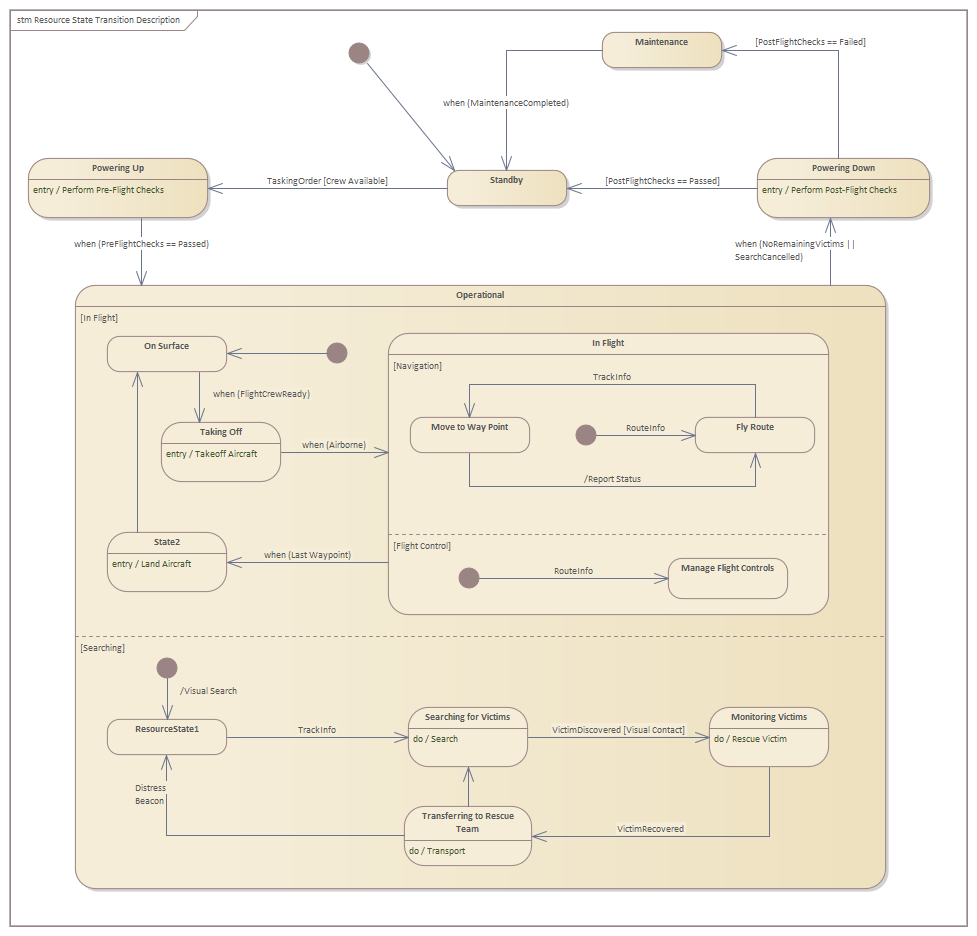 stm Resource State Transition Description
Maintenance
[PostFlightChecks == Failed]
when (MaintenanceCompleted)
Powering Up
entry / Perform Pre-Flight Checks
TaskingOrder [Crew Available]
Standby
[PostFlightChecks == Passed]
Powering Down
entry / Perform Post-Flight Checks
when (PreFlightChecks == Passed)
when (NoRemainingVictims ||
SearchCancelled)
Operational
[In Flight]
On Surface
when (FlightCrewReady)
Taking Off
entry / Takeoff Aircraft
when (Airborne)
In Flight
[Navigation]
TrackInfo
Move to Way Point
RouteInfo
Fly Route
/Report Status
State2
entry / Land Aircraft
when (Last Waypoint)
[Flight Control]
RouteInfo
Manage Flight Controls
[Searching]
/Visual Search
ResourceState1
TrackInfo
Searching for Victims
do / Search
VictimDiscovered [Visual Contact]
Monitoring Victims
do / Rescue Victim
Distress
Beacon
Transferring to Rescue
Team
do / Transport
VictimRecovered